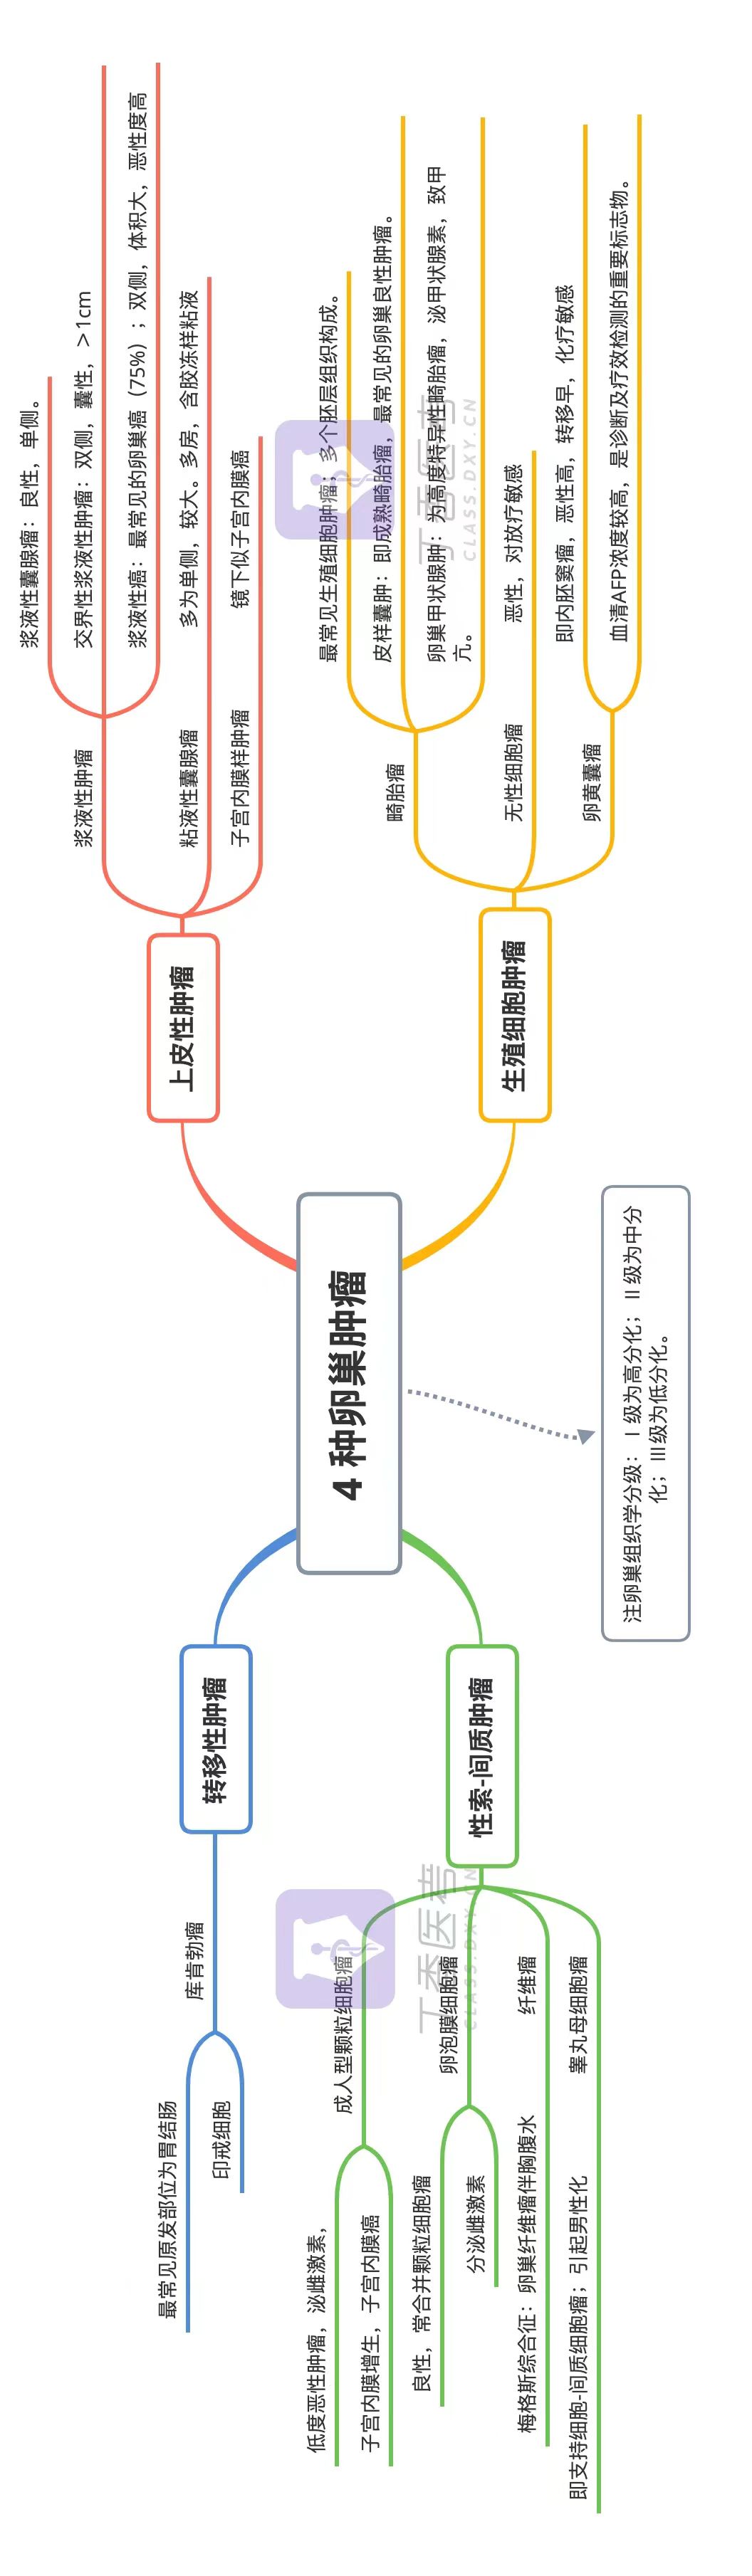 4 种卵巢肿瘤
上皮性肿瘤
浆液性肿瘤
浆液性囊腺瘤：良性，单侧。
交界性浆液性肿瘤：双侧，囊性，＞1cm
浆液性癌：最常见的卵巢癌（75%）；双侧，体积大，恶性度高
粘液性囊腺瘤
多为单侧，较大。多房，含胶冻样粘液
子宫内膜样肿瘤
镜下似子宫内膜癌
生殖细胞肿瘤
畸胎瘤
最常见生殖细胞肿瘤；多个胚层组织构成。
皮样囊肿：即成熟畸胎瘤，最常见的卵巢良性肿瘤。
卵巢甲状腺肿：为高度特异性畸胎瘤，泌甲状腺素，致甲
亢。
无性细胞瘤
恶性，对放疗敏感
卵黄囊瘤
即内胚窦瘤，恶性高，转移早，化疗敏感
血清AFP浓度较高，是诊断及疗效检测的重要标志物。
转移性肿瘤
库肯勃瘤
最常见原发部位为胃结肠
印戒细胞
性索-间质肿瘤
成人型颗粒细胞瘤
低度恶性肿瘤，泌雌激素，
子宫内膜增生，子宫内膜癌
卵泡膜细胞瘤
良性，常合并颗粒细胞瘤
分泌雌激素
纤维瘤
梅格斯综合征：卵巢纤维瘤伴胸腹水
睾丸母细胞瘤
即支持细胞-间质细胞瘤；引起男性化
注卵巢组织学分级：Ⅰ级为高分化；Ⅱ级为中分
化；Ⅲ级为低分化。
丁香医考
CLASS.DXY.CN
丁香医考
CLASS.DXY.CN